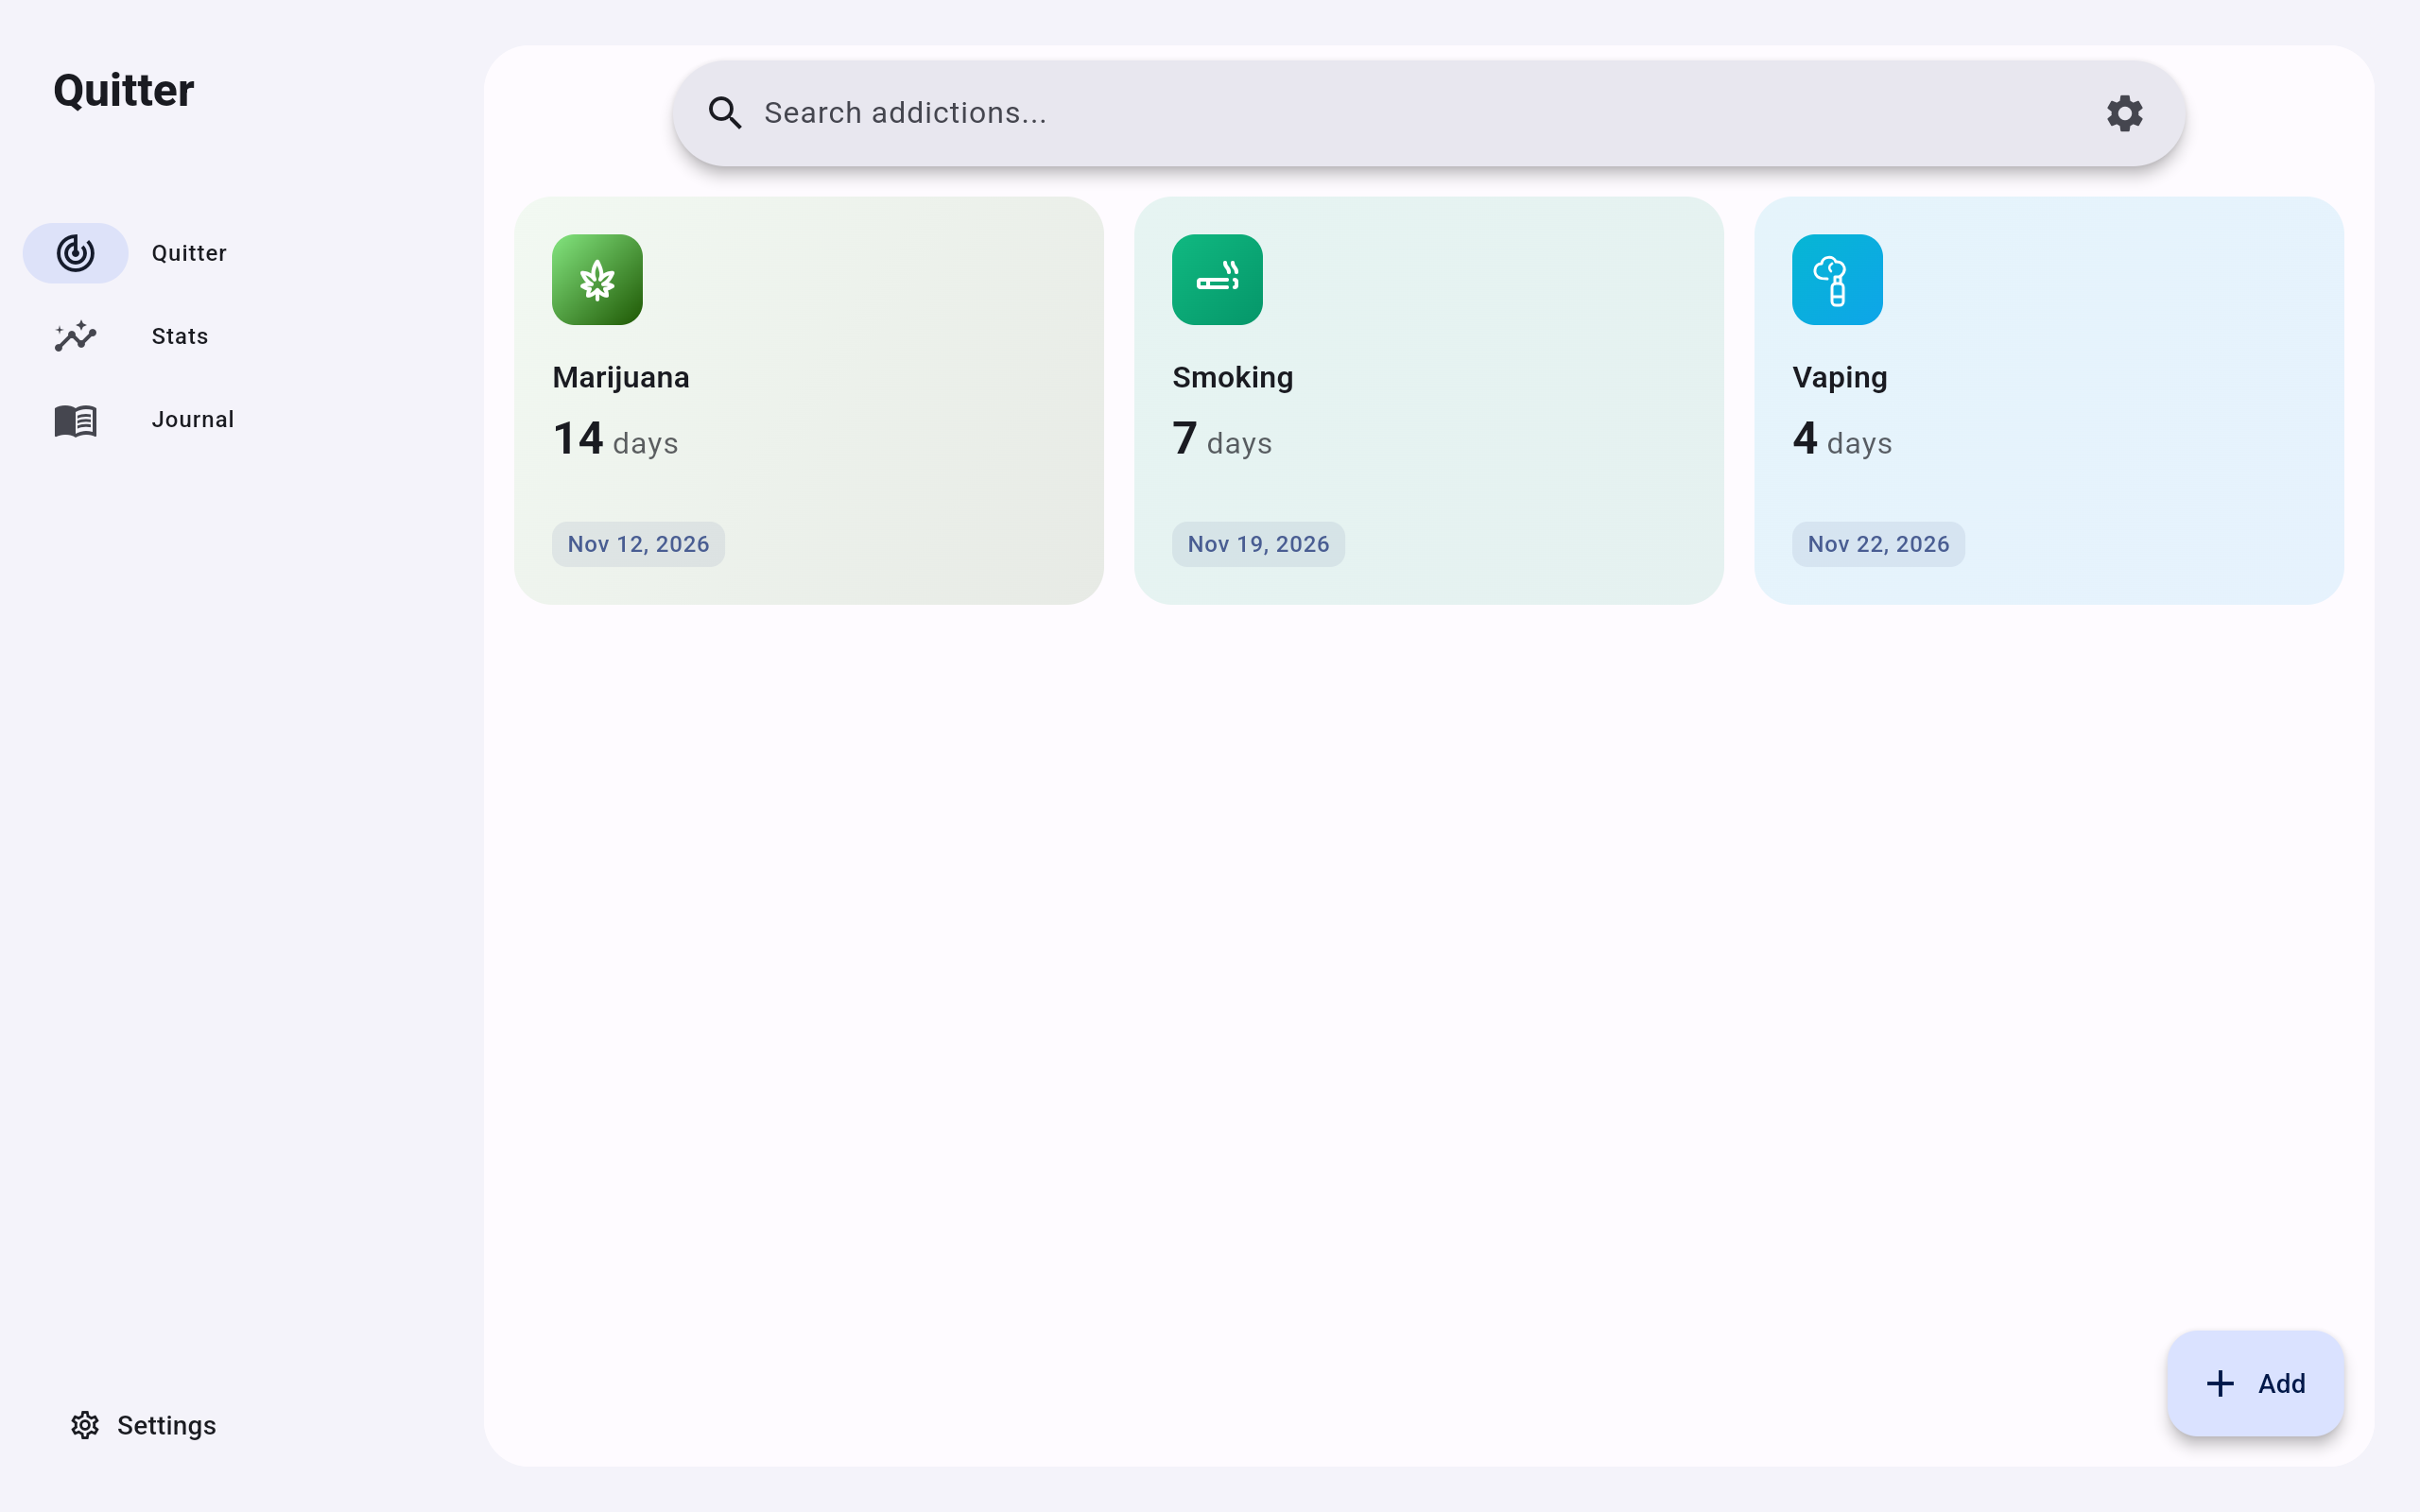 Quitter
Quitter
Stats
Journal
Settings
Search addictions...
Marijuana
14 days
Nov 12, 2026
Smoking
7 days
Nov 19, 2026
Vaping
4 days
Nov 22, 2026
Add